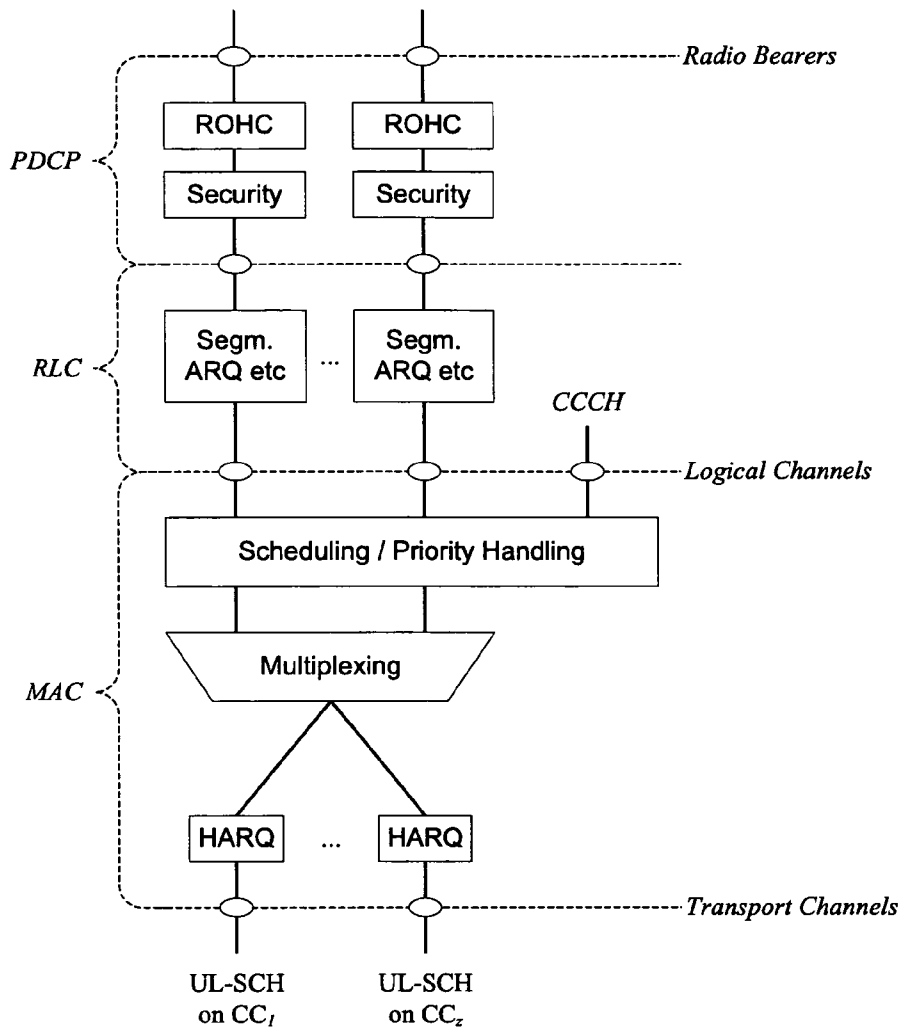 Radio Bearers
ROHC
ROHC
PDCP
Security
Security
Segm.
ARQ etc
...
Segm.
ARQ etc
RLC
CCCH
Logical Channels
Scheduling / Priority Handling
Multiplexing
MAC
HARQ
...
HARQ
Transport Channels
UL-SCH
on CC1
UL-SCH
on CCz